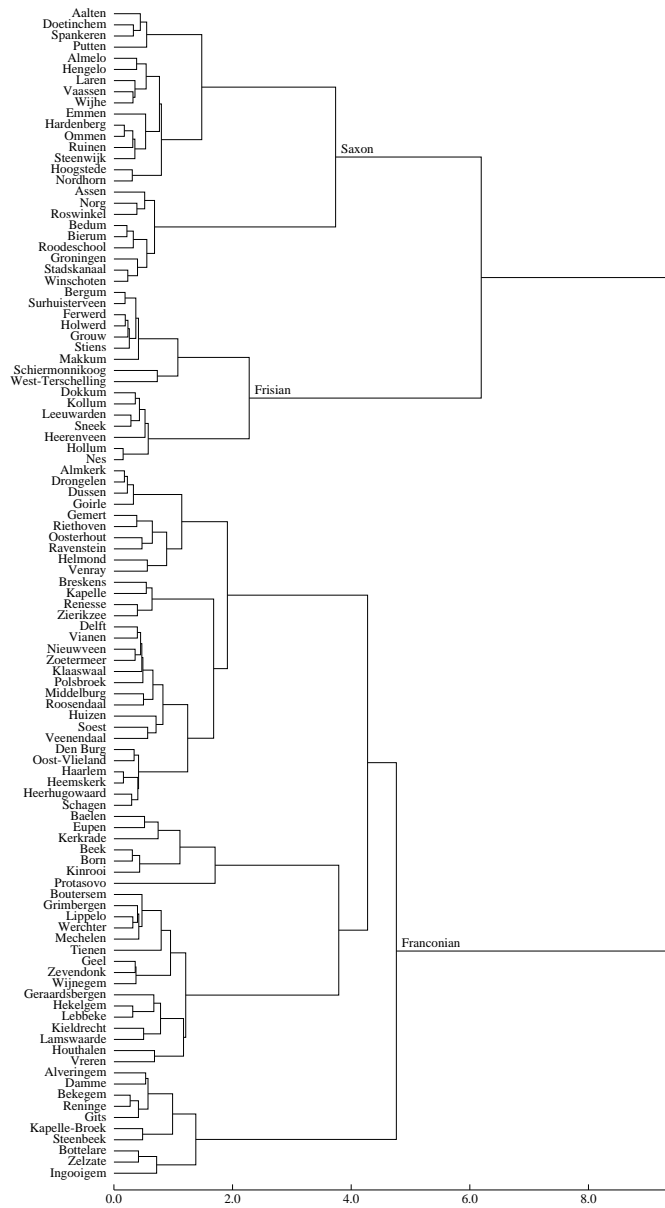 Aalten
Doetinchem
Spankeren
Putten
Almelo
Hengelo
Laren
Vaassen
Wijhe
Emmen
Hardenberg
Ommen
Ruinen
Saxon
Steenwijk
Hoogstede
Nordhorn
Assen
Norg
Roswinkel
Bedum
Bierum
Roodeschool
Groningen
Stadskanaal
Winschoten
Bergum
Surhuisterveen
Ferwerd
Holwerd
Grouw
Stiens
Makkum
Schiermonnikoog
West-Terschelling
Frisian
Dokkum
Kollum
Leeuwarden
Sneek
Heerenveen
Hollum
Nes
Almkerk
Drongelen
Dussen
Goirle
Gemert
Riethoven
Oosterhout
Ravenstein
Helmond
Venray
Breskens
Kapelle
Renesse
Zierikzee
Delft
Vianen
Nieuwveen
Zoetermeer
Klaaswaal
Polsbroek
Middelburg
Roosendaal
Huizen
Soest
Veenendaal
Den Burg
Oost-Vlieland
Haarlem
Heemskerk
Heerhugowaard
Schagen
Baelen
Eupen
Kerkrade
Beek
Born
Kinrooi
Protasovo
Boutersem
Grimbergen
Lippelo
Werchter
Mechelen
Franconian
Tienen
Geel
Zevendonk
Wijnegem
Geraardsbergen
Hekelgem
Lebbeke
Kieldrecht
Lamswaarde
Houthalen
Vreren
Alveringem
Damme
Bekegem
Reninge
Gits
Kapelle-Broek
Steenbeek
Bottelare
Zelzate
Ingooigem
0.0 2.0 4.0 6.0 8.0